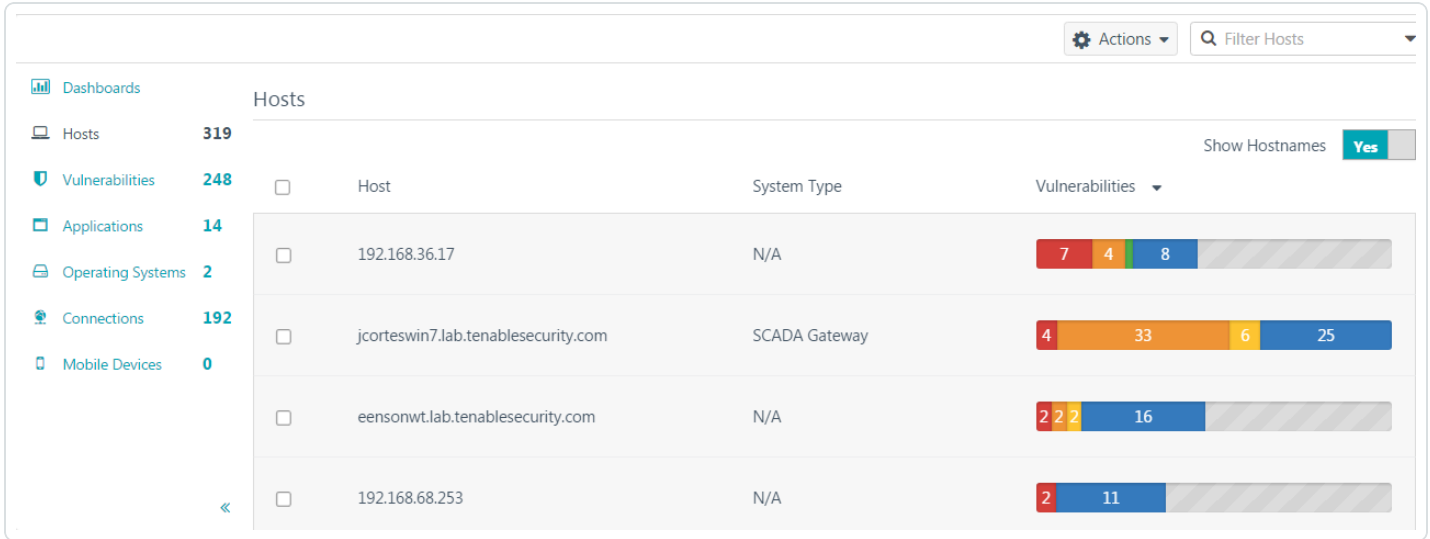 Actions
Filter Hosts
Dashboards
Hosts 319
Vulnerabilities 248
Applications 14
Operating Systems 2
Connections 192
Mobile Devices 0
«
Hosts
Show Hostnames Yes
Host System Type Vulnerabilities
192.168.36.17 N/A 7 4 8
jcorteswin7.lab.tenablesecurity.com SCADA Gateway 4 33 6 25
eensonwt.lab.tenablesecurity.com N/A 2 2 2 16
192.168.68.253 N/A 2 11